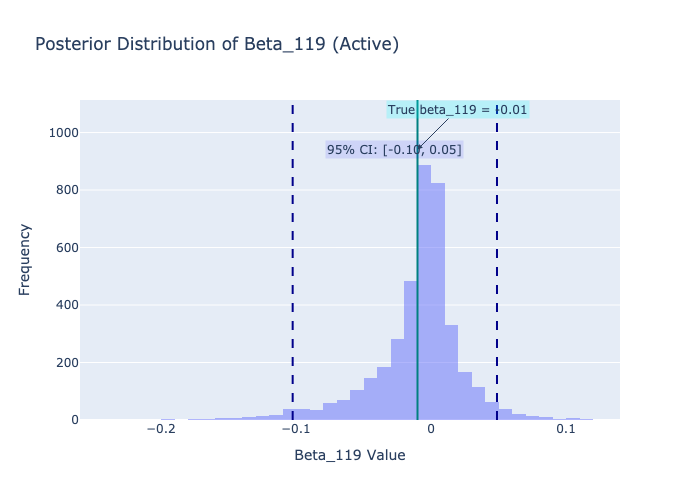 Posterior Distribution of Beta_119 (Active)
True beta_119 = -0.01
95% CI: [-0.10, 0.05]
1000
800
600
400
200
0
Frequency
−0.2
−0.1
0
0.1
Beta_119 Value